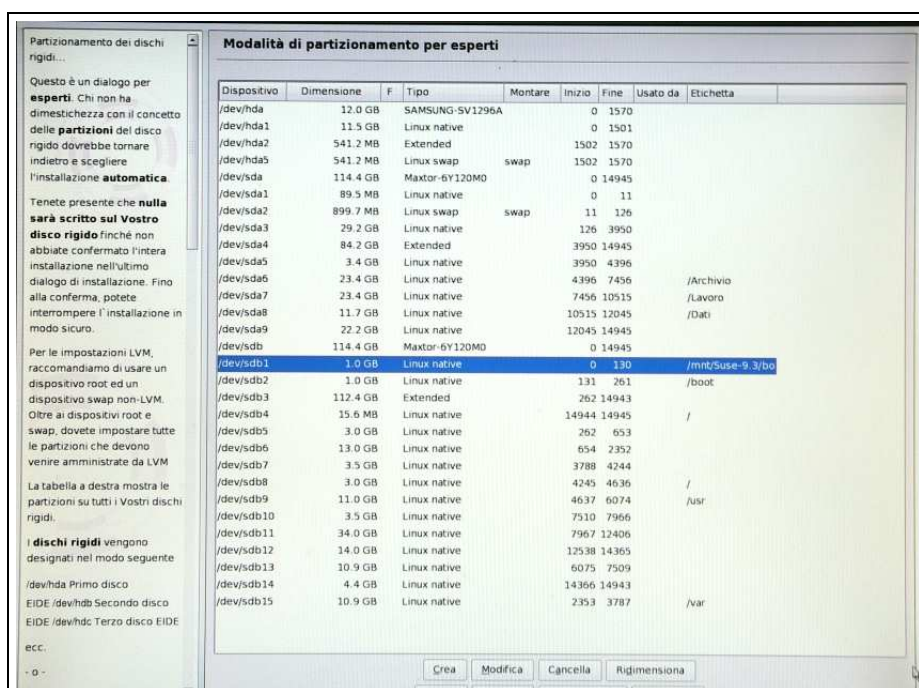 Partizionamento dei dischi
rigidi...
Questo è un dialogo per
esperti. Chi non ha
dimestichezza con il concetto
delle partizioni del disco
rigido dovrebbe tornare
indietro e scegliere
l'installazione automatica.
Tenete presente che nulla
sarà scritto sul Vostro
disco rigido finché non
abbiate confermato l'intera
installazione nell'ultimo
dialogo di installazione. Fino
alla conferma, potete
interrompere l`installazione in
modo sicuro.
Per le impostazioni LVM,
raccomandiamo di usare un
dispositivo root ed un
dispositivo swap non-LVM.
Oltre ai dispositivi root e
swap, dovete impostare tutte
le partizioni che devono
venire amministrate da LVM
La tabella a destra mostra le
partizioni su tutti i Vostri dischi
rigidi.
I dischi rigidi vengono
designati nel modo seguente
/dev/hda Primo disco
EIDE /dev/hdb Secondo disco
EIDE /dev/hdc Terzo disco EIDE
ecc.
- o -
Modalità di partizionamento per esperti
Dispositivo Dimensione F Tipo Montare Inizio Fine Usato da Etichetta
/dev/hda 12.0 GB SAMSUNG-SV1296A 0 1570
/dev/hda1 11.5 GB Linux native 0 1501
/dev/hda2 541.2 MB Extended 1502 1570
/dev/hda5 541.2 MB Linux swap swap 1502 1570
/dev/sda 114.4 GB Maxtor-6Y120M0 0 14945
/dev/sda1 89.5 MB Linux native 0 11
/dev/sda2 899.7 MB Linux swap swap 11 126
/dev/sda3 29.2 GB Linux native 126 3950
/dev/sda4 84.2 GB Extended 3950 14945
/dev/sda5 3.4 GB Linux native 3950 4396
/dev/sda6 23.4 GB Linux native 4396 7456 /Archivio
/dev/sda7 23.4 GB Linux native 7456 10515 /Lavoro
/dev/sda8 11.7 GB Linux native 10515 12045 /Dati
/dev/sda9 22.2 GB Linux native 12045 14945
/dev/sdb 114.4 GB Maxtor-6Y120M0 0 14945
/dev/sdb1 1.0 GB Linux native 0 130 /mnt/Suse-9.3/bo
/dev/sdb2 1.0 GB Linux native 131 261 /boot
/dev/sdb3 112.4 GB Extended 262 14943
/dev/sdb4 15.6 MB Linux native 14944 14945 /
/dev/sdb5 3.0 GB Linux native 262 653
/dev/sdb6 13.0 GB Linux native 654 2352
/dev/sdb7 3.5 GB Linux native 3788 4244
/dev/sdb8 3.0 GB Linux native 4245 4636 /
/dev/sdb9 11.0 GB Linux native 4637 6074 /usr
/dev/sdb10 3.5 GB Linux native 7510 7966
/dev/sdb11 34.0 GB Linux native 7967 12406
/dev/sdb12 14.0 GB Linux native 12538 14365
/dev/sdb13 10.9 GB Linux native 6075 7509
/dev/sdb14 4.4 GB Linux native 14366 14943
/dev/sdb15 10.9 GB Linux native 2353 3787 /var
Crea Modifica Cancella Ridimensiona